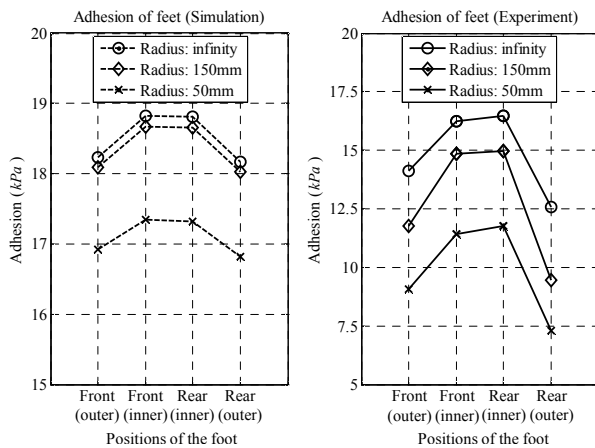 Adhesion of feet (Simulation)
20
19
18
17
16
15
Adhesion (kPa)
Radius: infinity
Radius: 150mm
Radius: 50mm
Front (outer)
Front (inner)
Rear (inner)
Rear (outer)
Positions of the foot
Adhesion of feet (Experiment)
20
17.5
15
12.5
10
7.5
5
Adhesion (kPa)
Radius: infinity
Radius: 150mm
Radius: 50mm
Front (outer)
Front (inner)
Rear (inner)
Rear (outer)
Positions of the foot